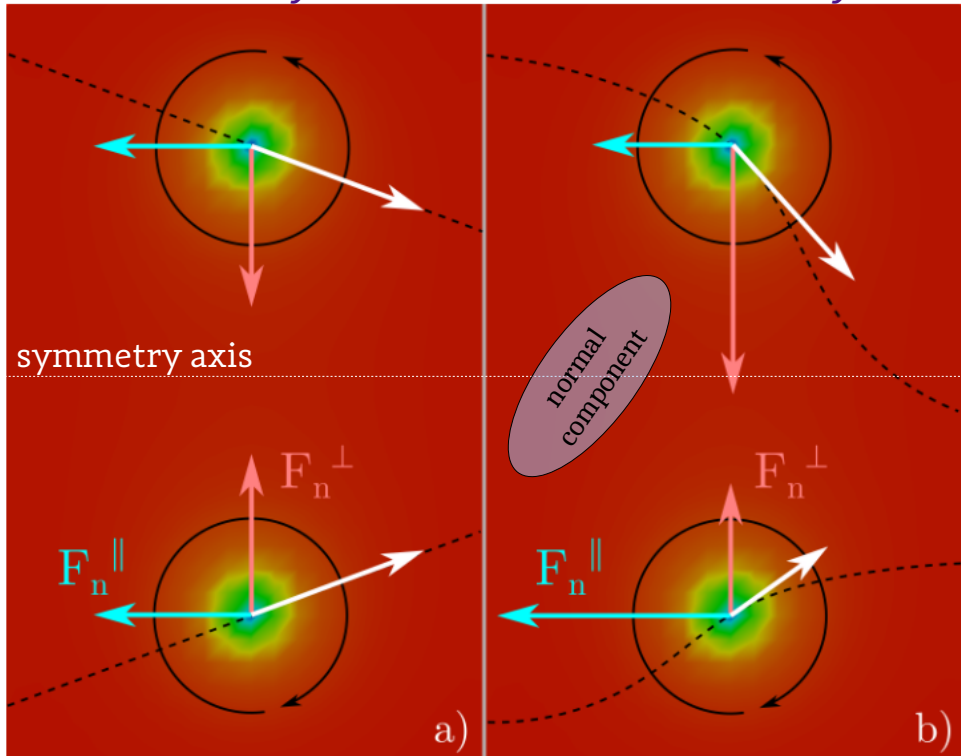 symmetry axis
normal
component
Fₙ^⊥
Fₙ^∥
Fₙ^⊥
Fₙ^∥
a)
b)